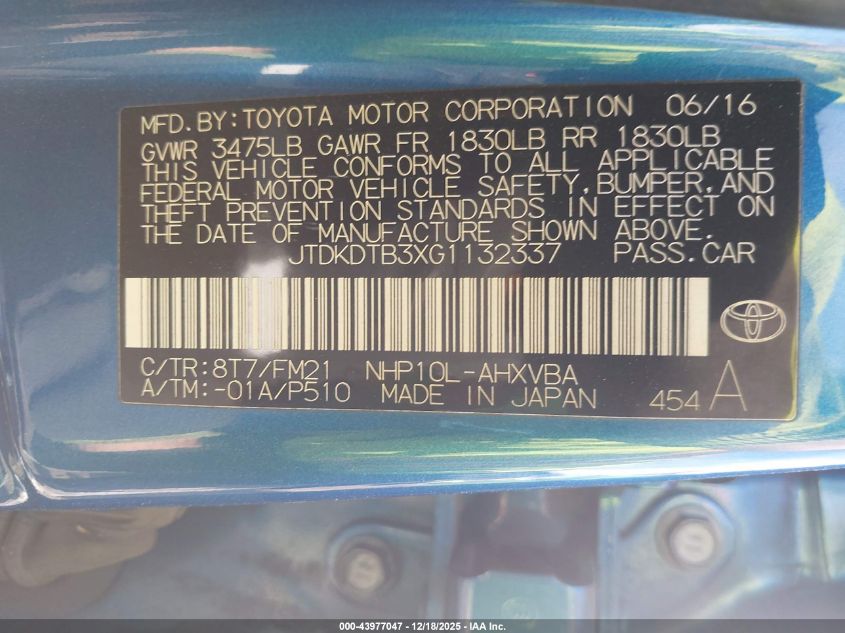 MFD.BY:TOYOTA MOTOR CORPORATION 06/16
GVWR 3475LB GAWR FR 1830LB RR 1830LB
THIS VEHICLE CONFORMS TO ALL APPLICABLE
FEDERAL MOTOR VEHICLE SAFETY,BUMPER,AND
THEFT PREVENTION STANDARDS IN EFFECT ON
THE DATE OF MANUFACTURE SHOWN ABOVE.
JTDKDTB3XG1132337 PASS.CAR
C/TR:8T7/FM21 NHP10L-AHXVBA
A/TM:-01A/P510 MADE IN JAPAN 454 A
000-43977047 | 12/18/2025 | IAA Inc.